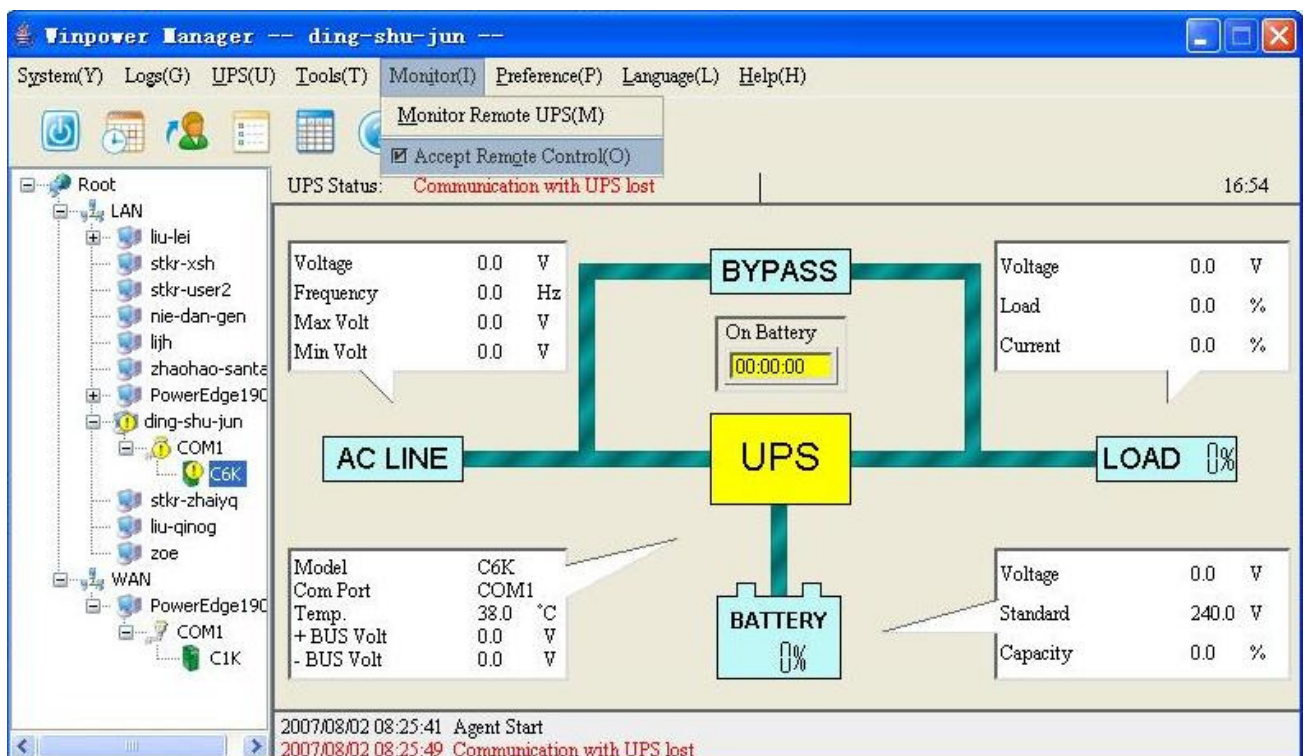 Winpower Manager -- ding-shu-jun --
System(Y) Logs(G) UPS(U) Tools(T) Monitor(I) Preference(P) Language(L) Help(H)
Monitor Remote UPS(M)
Accept Remote Control(O)
UPS Status: Communication with UPS lost 16:54
Root
LAN
liu-lei
stkr-xsh
stkr-user2
nie-dan-gen
lijh
zhaohao-santa
PowerEdge190
ding-shu-jun
COM1
C6K
stkr-zhaiyq
liu-qinog
zoe
WAN
PowerEdge190
COM1
C1K
Voltage 0.0 V
Frequency 0.0 Hz
Max Volt 0.0 V
Min Volt 0.0 V
BYPASS
On Battery
00:00:00
Voltage 0.0 V
Load 0.0 %
Current 0.0 %
AC LINE
UPS
LOAD 0%
Model C6K
Com Port COM1
Temp. 38.0 °C
+ BUS Volt 0.0 V
- BUS Volt 0.0 V
BATTERY
0%
Voltage 0.0 V
Standard 240.0 V
Capacity 0.0 %
2007/08/02 08:25:41 Agent Start
2007/08/02 08:25:49 Communication with UPS lost